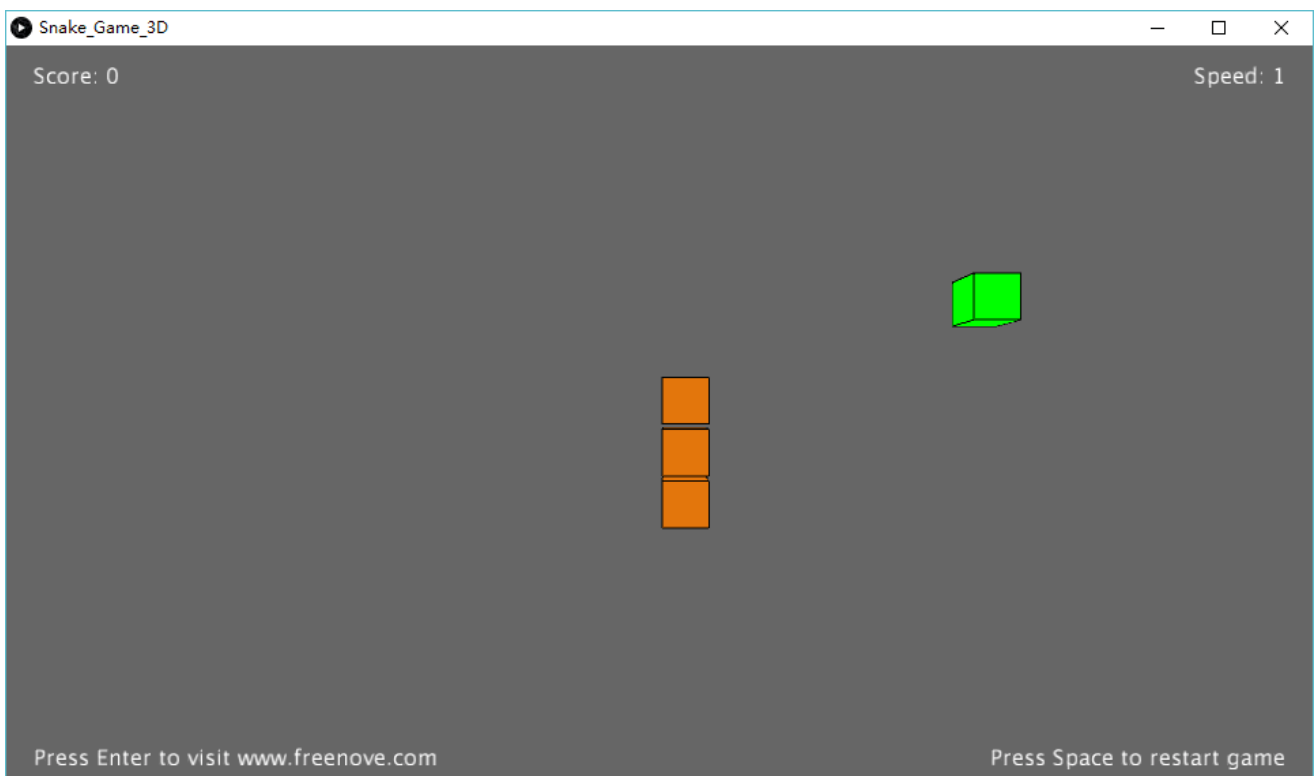 Snake_Game_3D
Score: 0
Speed: 1
Press Enter to visit www.freenove.com
Press Space to restart game